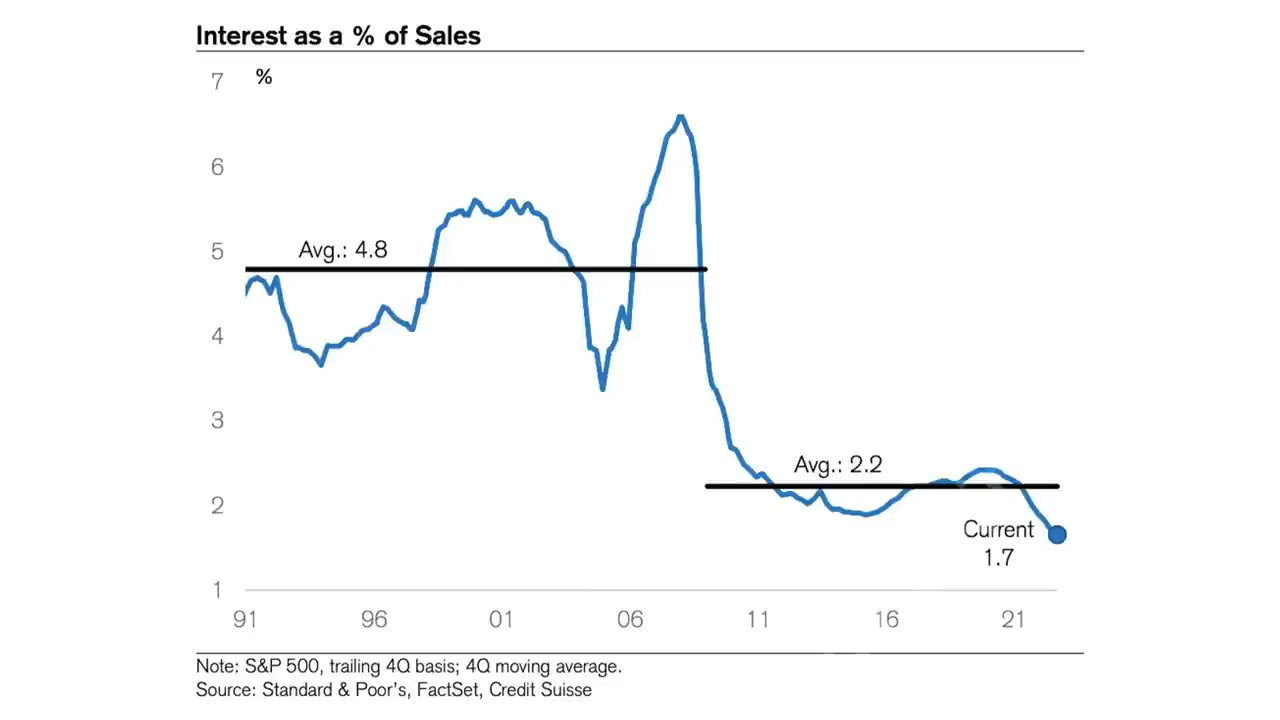 Interest as a % of Sales
7 %
6
5
4
3
2
1
Avg.: 4.8
Avg.: 2.2
Current
1.7
91 96 01 06 11 16 21
Note: S&P 500, trailing 4Q basis; 4Q moving average.
Source: Standard & Poor's, FactSet, Credit Suisse